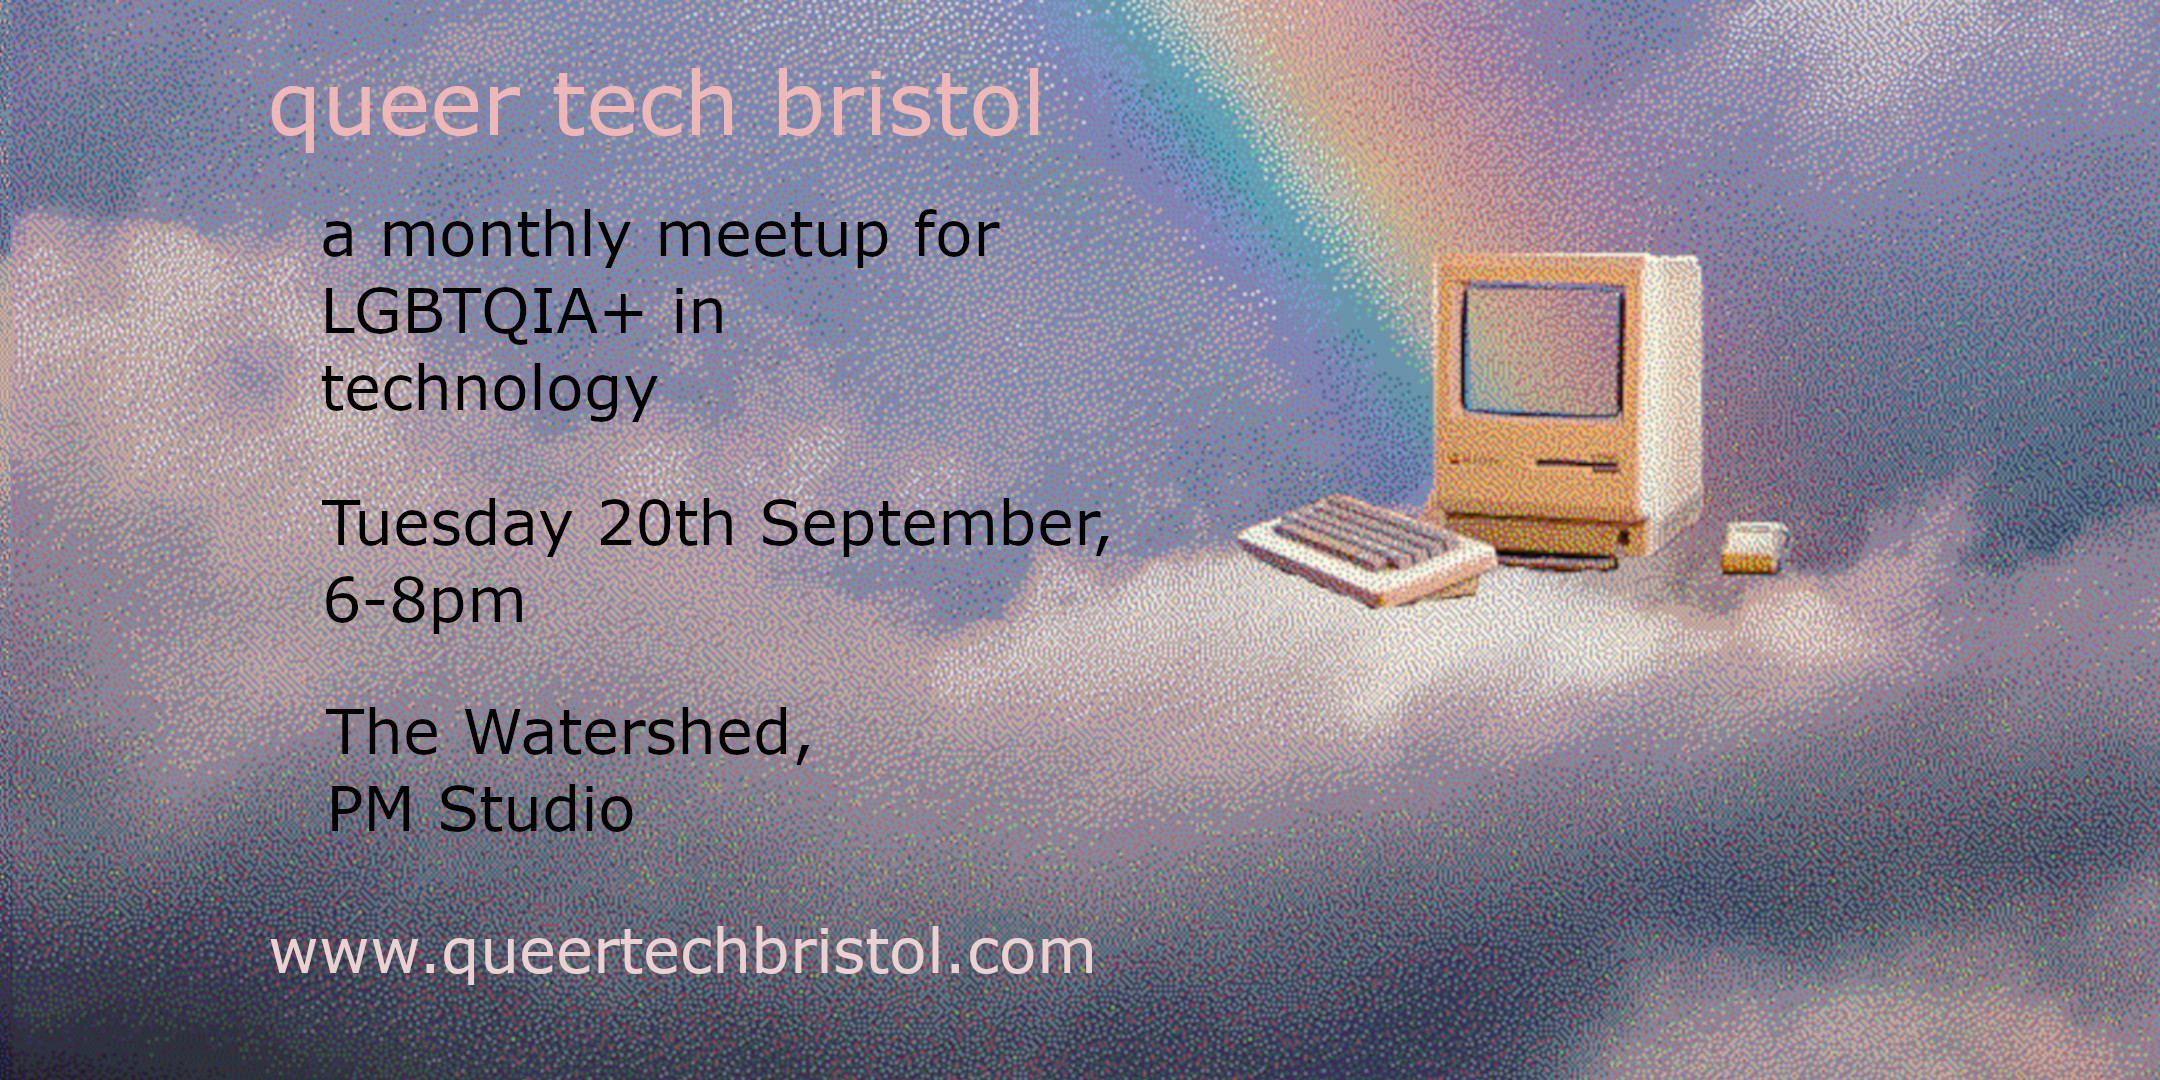 queer tech bristol
a monthly meetup for
LGBTQIA+ in
technology
Tuesday 20th September,
6-8pm
The Watershed,
PM Studio
www.queertechbristol.com